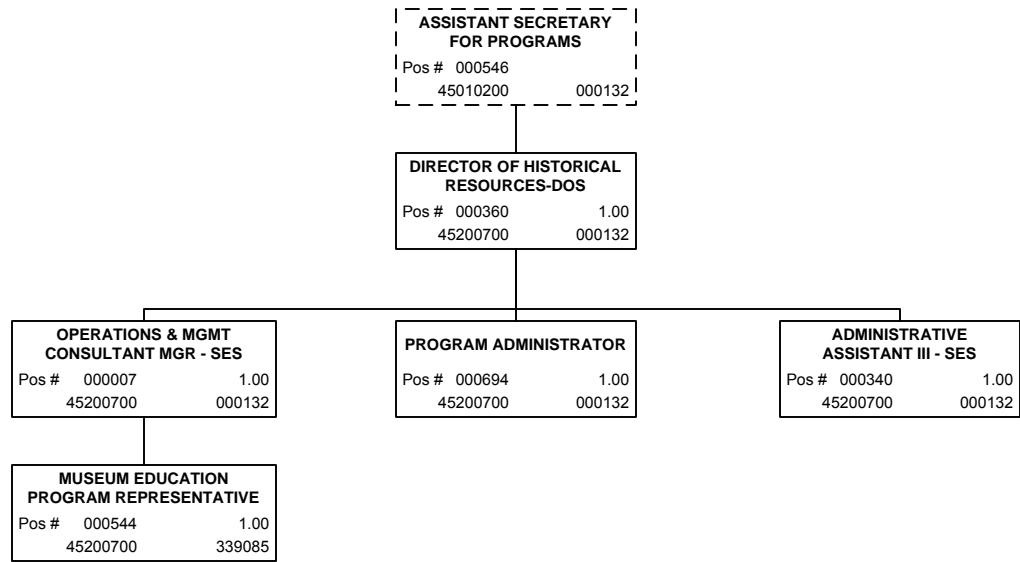 ASSISTANT SECRETARY
FOR PROGRAMS
Pos # 000546
45010200 000132
DIRECTOR OF HISTORICAL
RESOURCES-DOS
Pos # 000360 1.00
45200700 000132
OPERATIONS & MGMT
CONSULTANT MGR - SES
Pos # 000007 1.00
45200700 000132
PROGRAM ADMINISTRATOR
Pos # 000694 1.00
45200700 000132
ADMINISTRATIVE
ASSISTANT III - SES
Pos # 000340 1.00
45200700 000132
MUSEUM EDUCATION
PROGRAM REPRESENTATIVE
Pos # 000544 1.00
45200700 339085